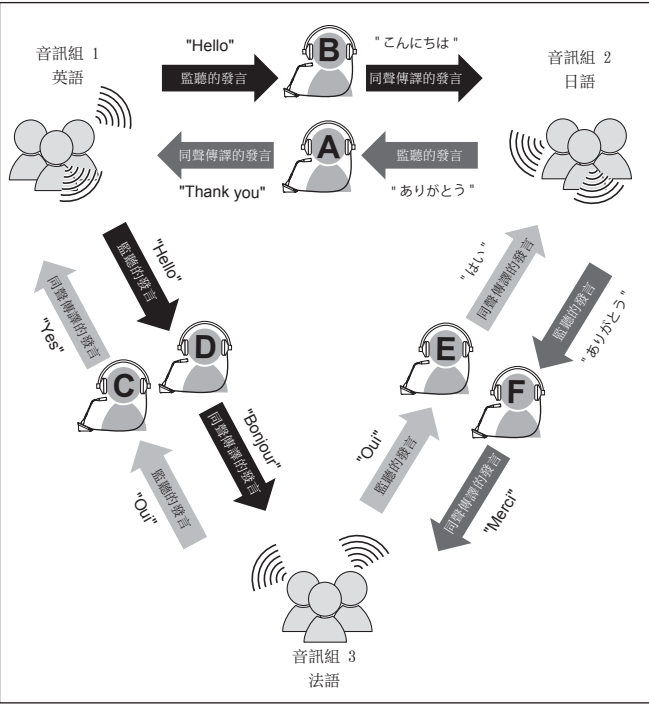 音訊組 1
英語
"Hello"
監聽的發言
B
"こんにちは"
同聲傳譯的發言
音訊組 2
日語
同聲傳譯的發言
"Thank you"
A
監聽的發言
"ありがとう"
"Hello"
監聽的發言
D
"Bonjour"
同聲傳譯的發言
"Yes"
同聲傳譯的發言
C
"Oui"
監聽的發言
"はい"
同聲傳譯的發言
E
"Oui"
監聽的發言
監聽的發言
"ありがとう"
F
同聲傳譯的發言
"Merci"
音訊組 3
法語